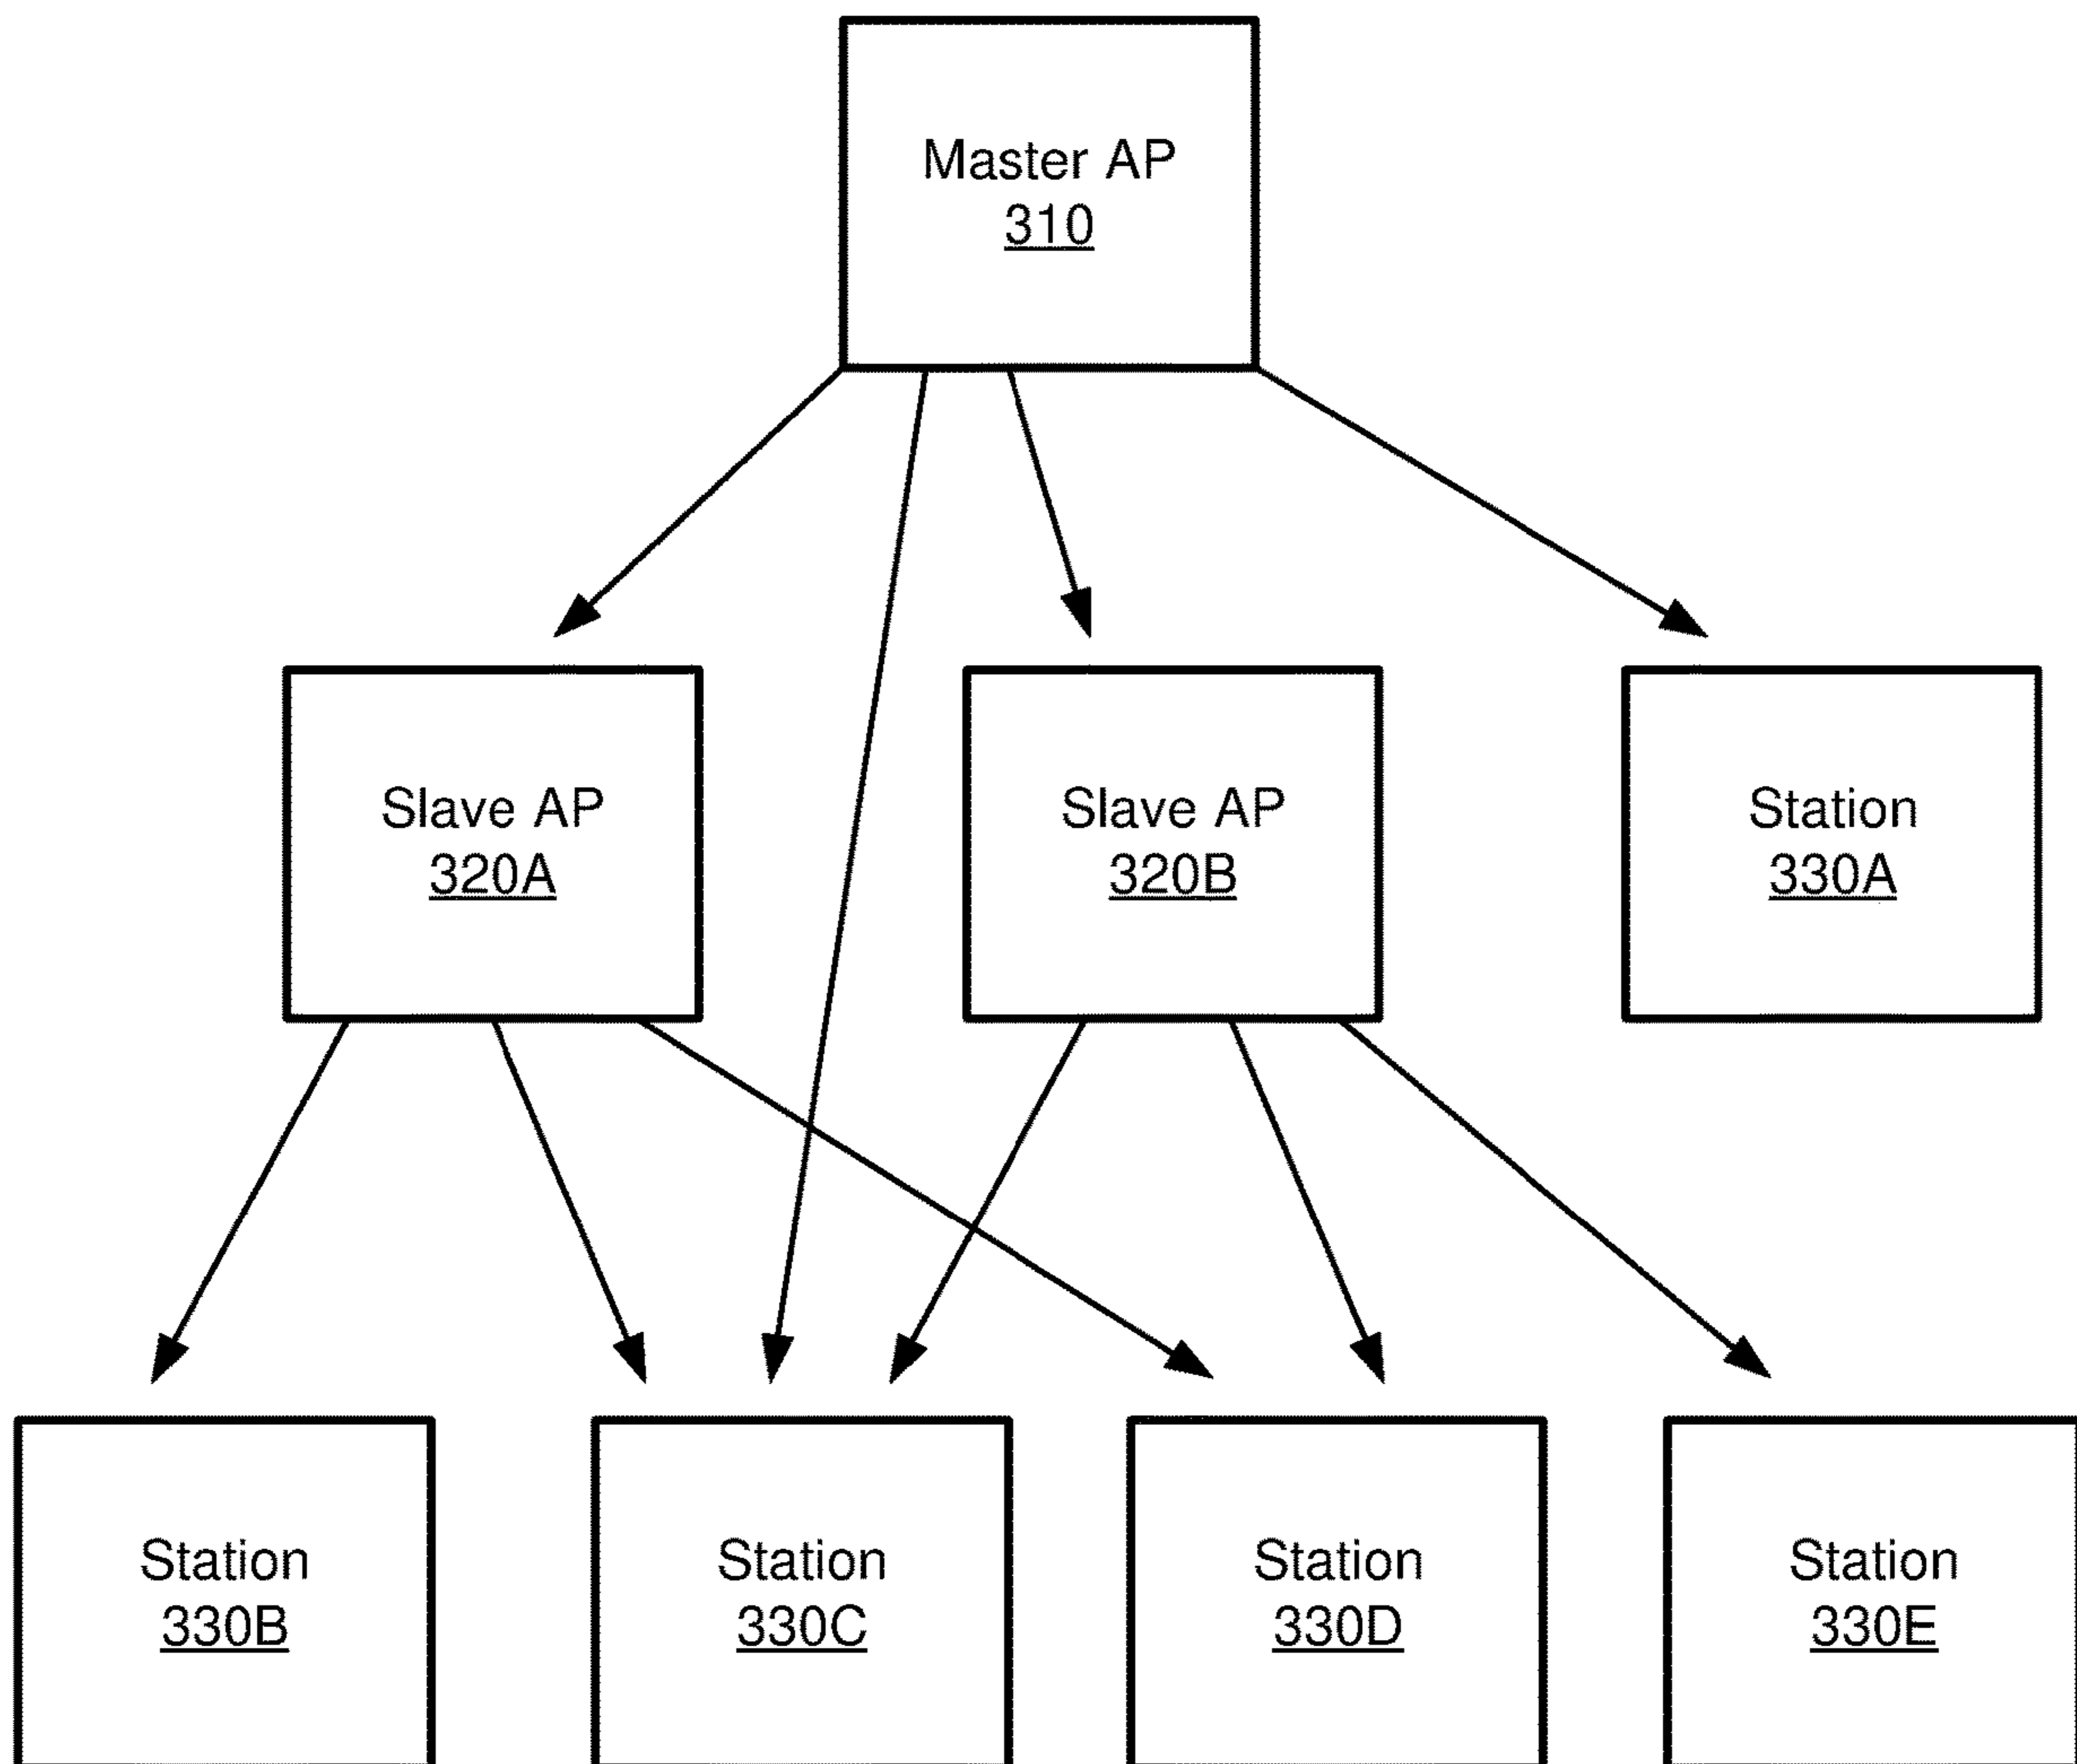 Master AP
310
Slave AP
320A
Slave AP
320B
Station
330A
Station
330B
Station
330C
Station
330D
Station
330E